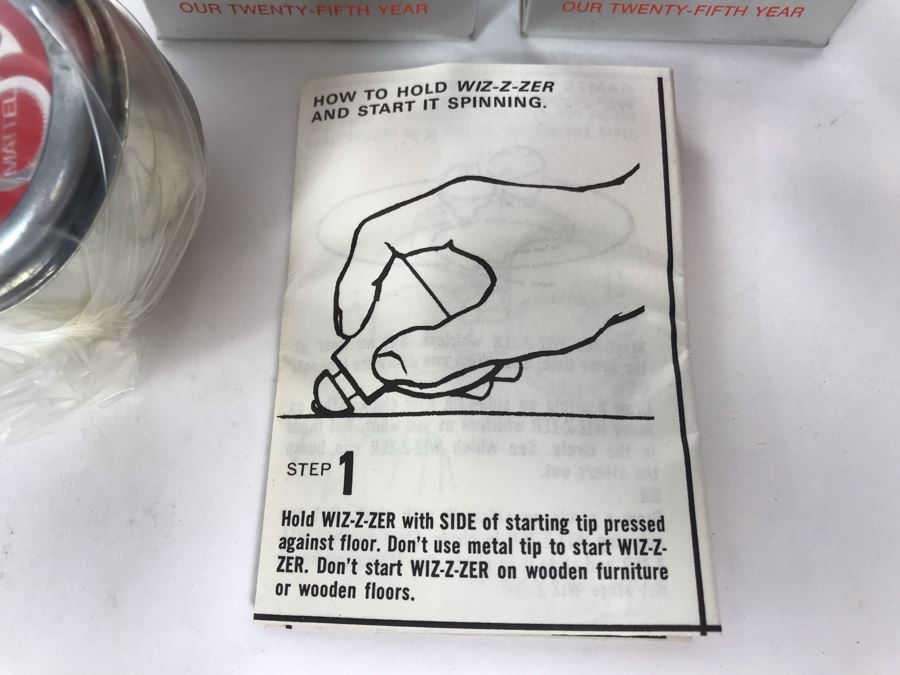 OUR TWENTY-FIFTH YEAR
OUR TWENTY-FIFTH YEAR
MATTEL
HOW TO HOLD WIZ-Z-ZER
AND START IT SPINNING.
STEP 1
Hold WIZ-Z-ZER with SIDE of starting tip pressed
against floor. Don't use metal tip to start WIZ-Z-
ZER. Don't start WIZ-Z-ZER on wooden furniture
or wooden floors.